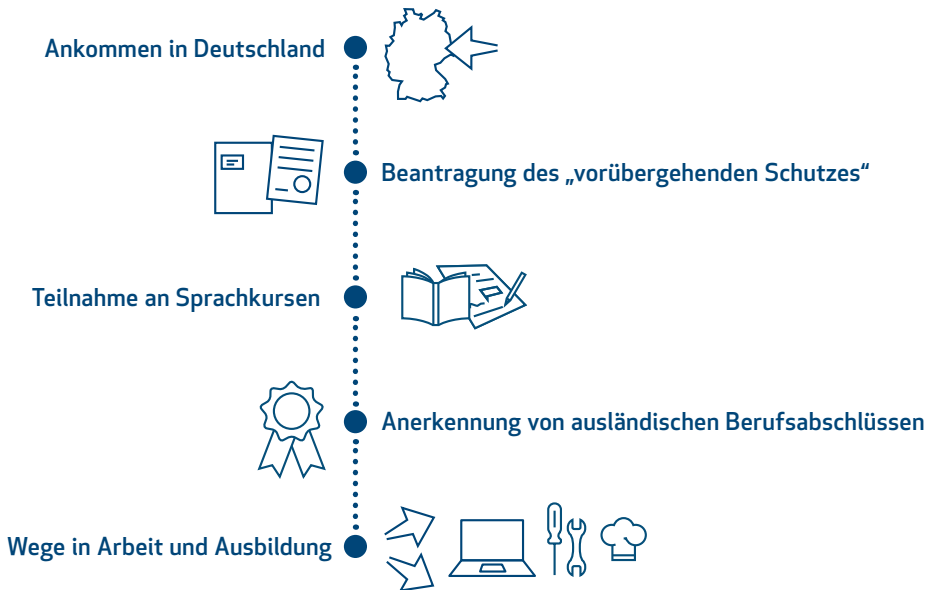 Ankommen in Deutschland
Beantragung des „vorübergehenden Schutzes“
Teilnahme an Sprachkursen
Anerkennung von ausländischen Berufsabschlüssen
Wege in Arbeit und Ausbildung